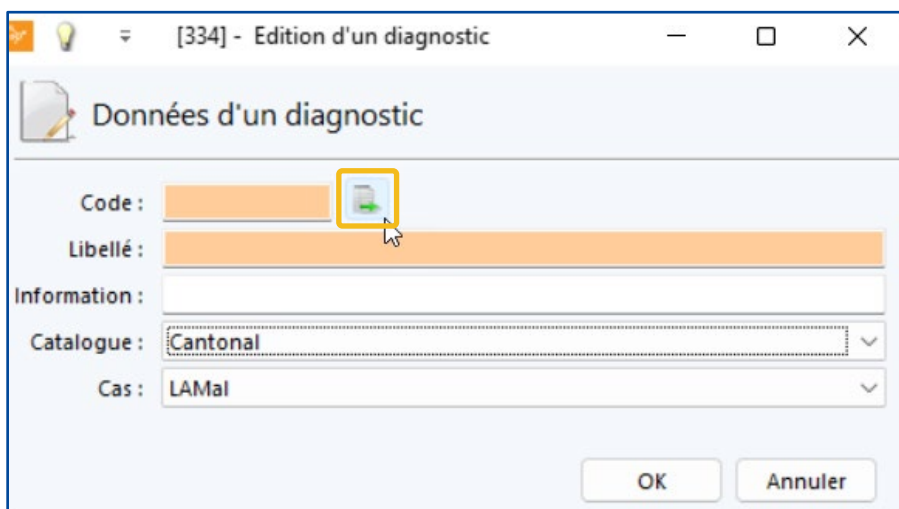 [334] - Edition d'un diagnostic
Données d'un diagnostic
Code :
Libellé :
Information :
Catalogue : Cantonal
Cas : LAMal
OK Annuler